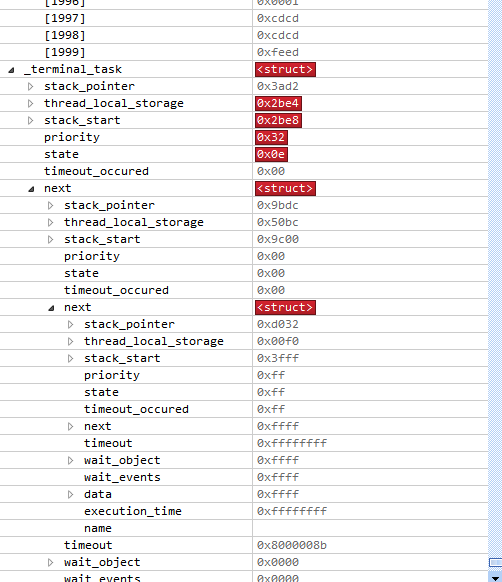 [1996] 0x0001
[1997] 0xcdcd
[1998] 0xcdcd
[1999] 0xfeed
_terminal_task <struct>
stack_pointer 0x3ad2
thread_local_storage 0x2be4
stack_start 0x2be8
priority 0x32
state 0x0e
timeout_occured 0x00
next <struct>
stack_pointer 0x9bdc
thread_local_storage 0x50bc
stack_start 0x9c00
priority 0x00
state 0x00
timeout_occured 0x00
next <struct>
stack_pointer 0xd032
thread_local_storage 0x00f0
stack_start 0x3fff
priority 0xff
state 0xff
timeout_occured 0xff
next 0xffff
timeout 0xffffffff
wait_object 0xffff
wait_events 0xffff
data 0xffff
execution_time 0xffffffff
name
timeout 0x8000008b
wait_object 0x0000
wait_events 0x0000